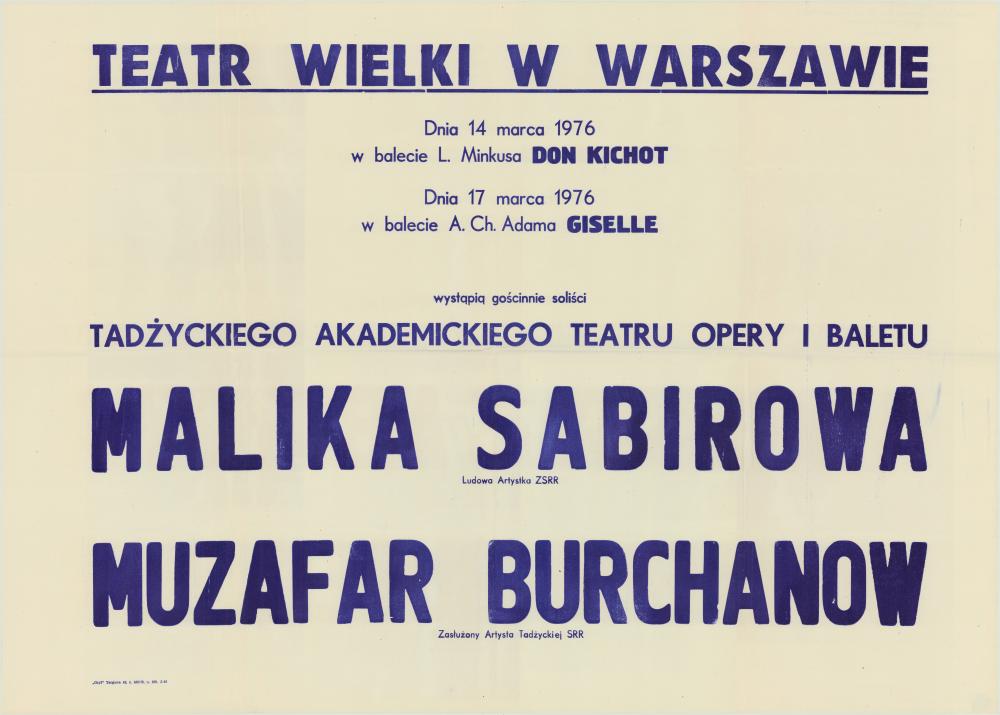 TEATR WIELKI W WARSZAWIE
Dnia 14 marca 1976
w balecie L. Minkusa DON KICHOT
Dnia 17 marca 1976
w balecie A. Ch. Adama GISELLE
wystąpią gościnnie soliści
TADŻYCKIEGO AKADEMICKIEGO TEATRU OPERY I BALETU
MALIKA SABIROWA
Ludowa Artystka ZSRR
MUZAFAR BURCHANOW
Zasłużony Artysta Tadżyckiej SRR